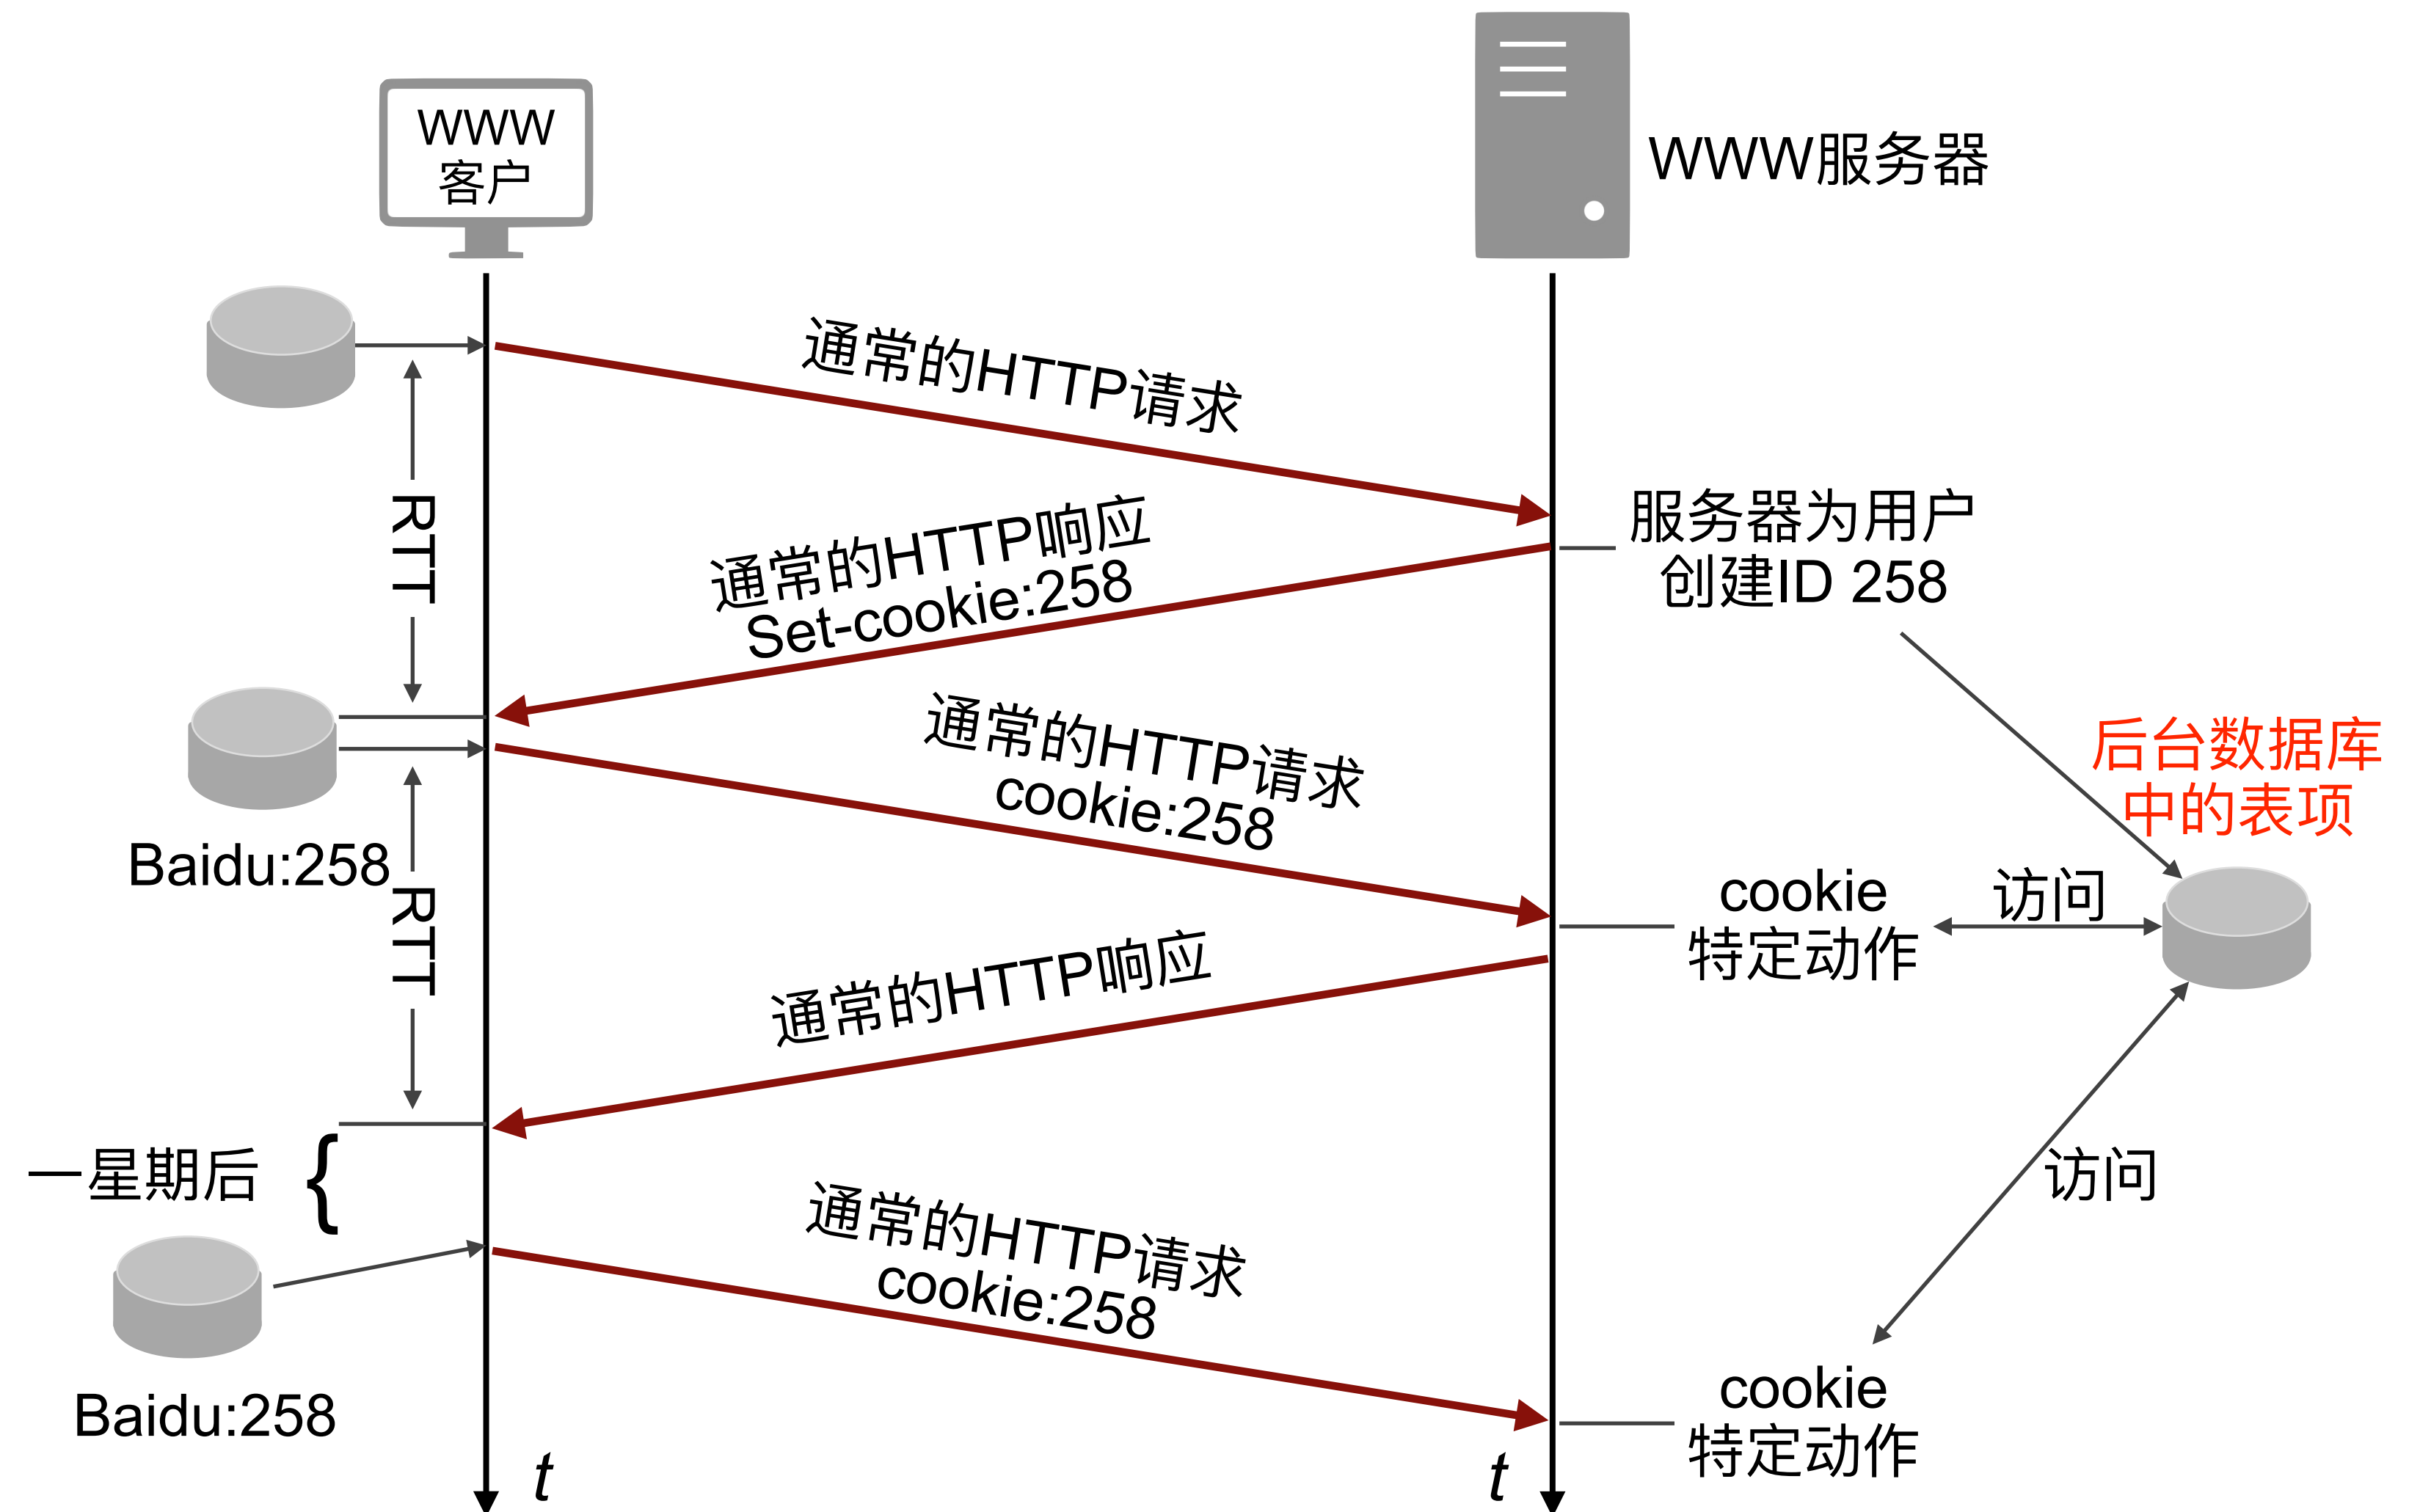 WWW
客户
WWW服务器
通常的HTTP请求
RTT
通常的HTTP响应
Set-cookie:258
服务器为用户
创建ID 258
通常的HTTP请求
cookie:258
后台数据库
中的表项
Baidu:258
RTT
cookie
特定动作
访问
通常的HTTP响应
一星期后
{
访问
通常的HTTP请求
cookie:258
Baidu:258
cookie
特定动作
t
t